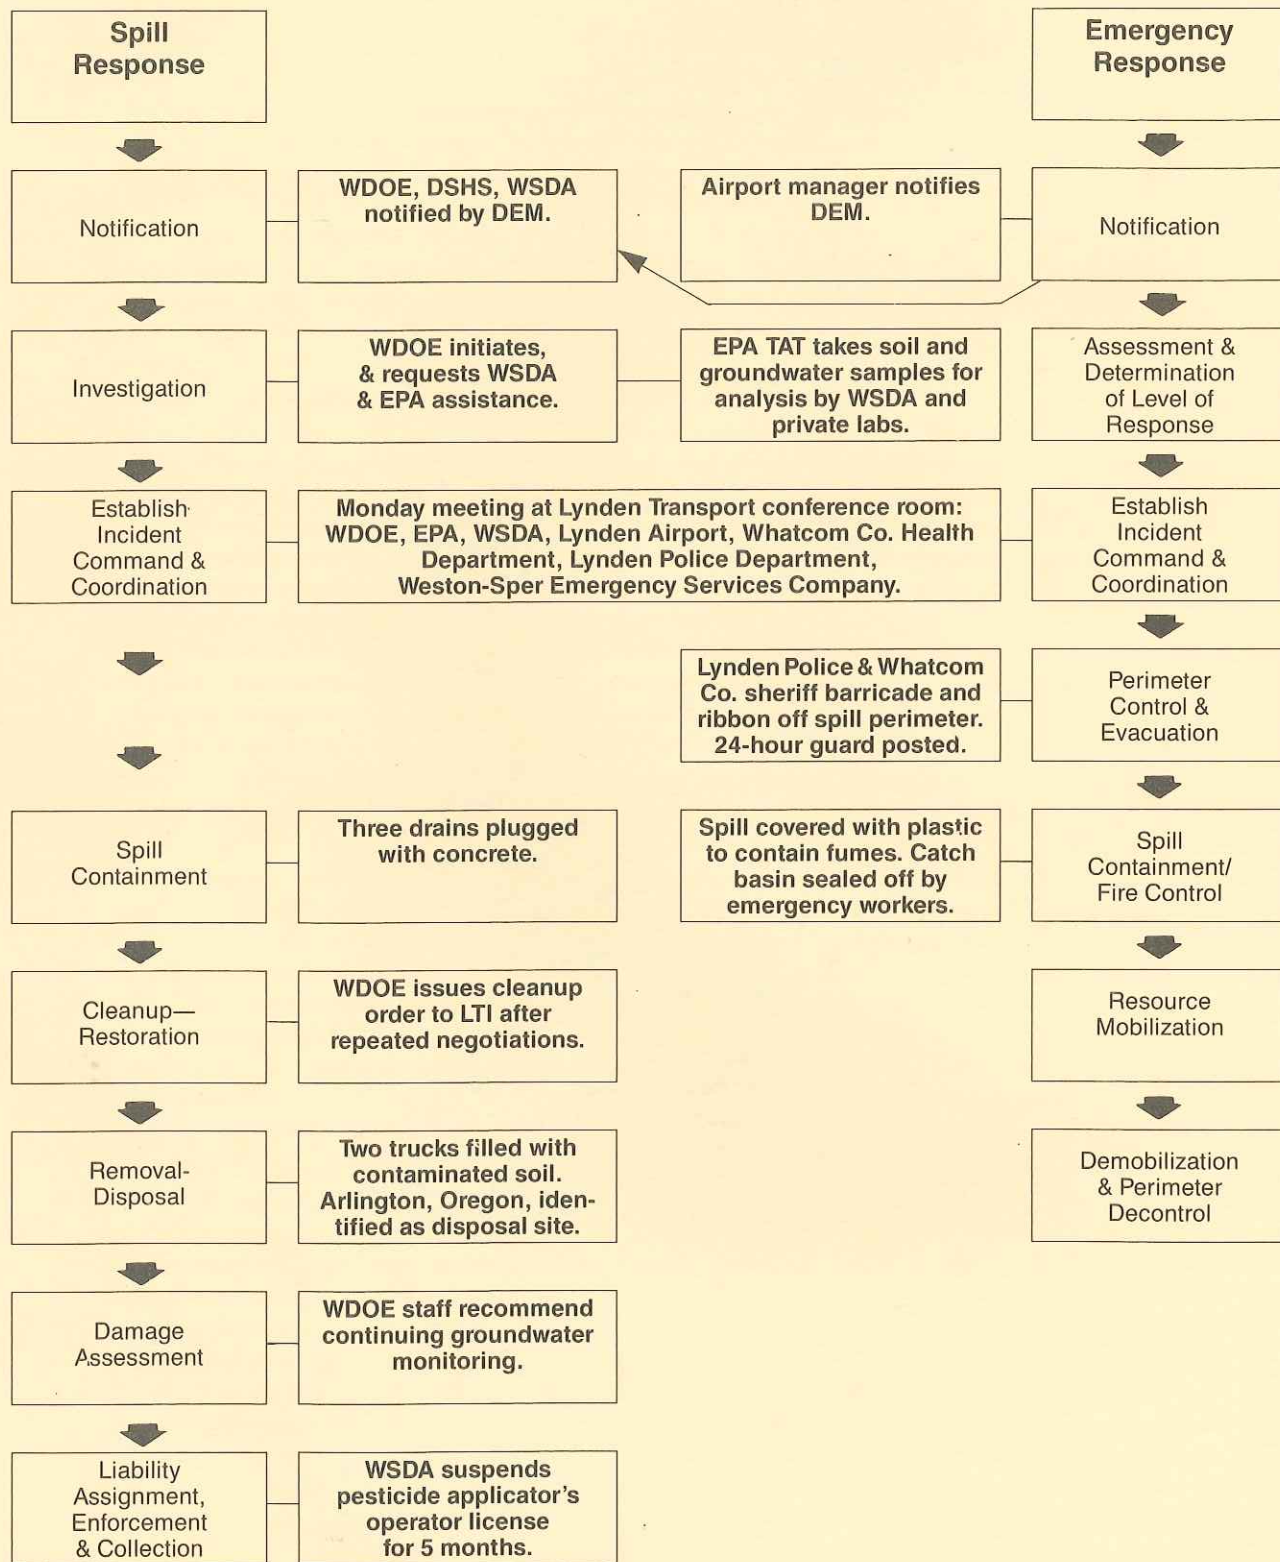 Spill
Response
Emergency
Response
Notification
WDOE, DSHS, WSDA
notified by DEM.
Airport manager notifies
DEM.
Notification
Investigation
WDOE initiates,
& requests WSDA
& EPA assistance.
EPA TAT takes soil and
groundwater samples for
analysis by WSDA and
private labs.
Assessment &
Determination
of Level of
Response
Establish
Incident
Command &
Coordination
Monday meeting at Lynden Transport conference room:
WDOE, EPA, WSDA, Lynden Airport, Whatcom Co. Health
Department, Lynden Police Department,
Weston-Sper Emergency Services Company.
Establish
Incident
Command &
Coordination
Lynden Police & Whatcom
Co. sheriff barricade and
ribbon off spill perimeter.
24-hour guard posted.
Perimeter
Control &
Evacuation
Spill
Containment
Three drains plugged
with concrete.
Spill covered with plastic
to contain fumes. Catch
basin sealed off by
emergency workers.
Spill
Containment/
Fire Control
Cleanup—
Restoration
WDOE issues cleanup
order to LTI after
repeated negotiations.
Resource
Mobilization
Removal-
Disposal
Two trucks filled with
contaminated soil.
Arlington, Oregon, iden-
tified as disposal site.
Demobilization
& Perimeter
Decontrol
Damage
Assessment
WDOE staff recommend
continuing groundwater
monitoring.
Liability
Assignment,
Enforcement
& Collection
WSDA suspends
pesticide applicator's
operator license
for 5 months.